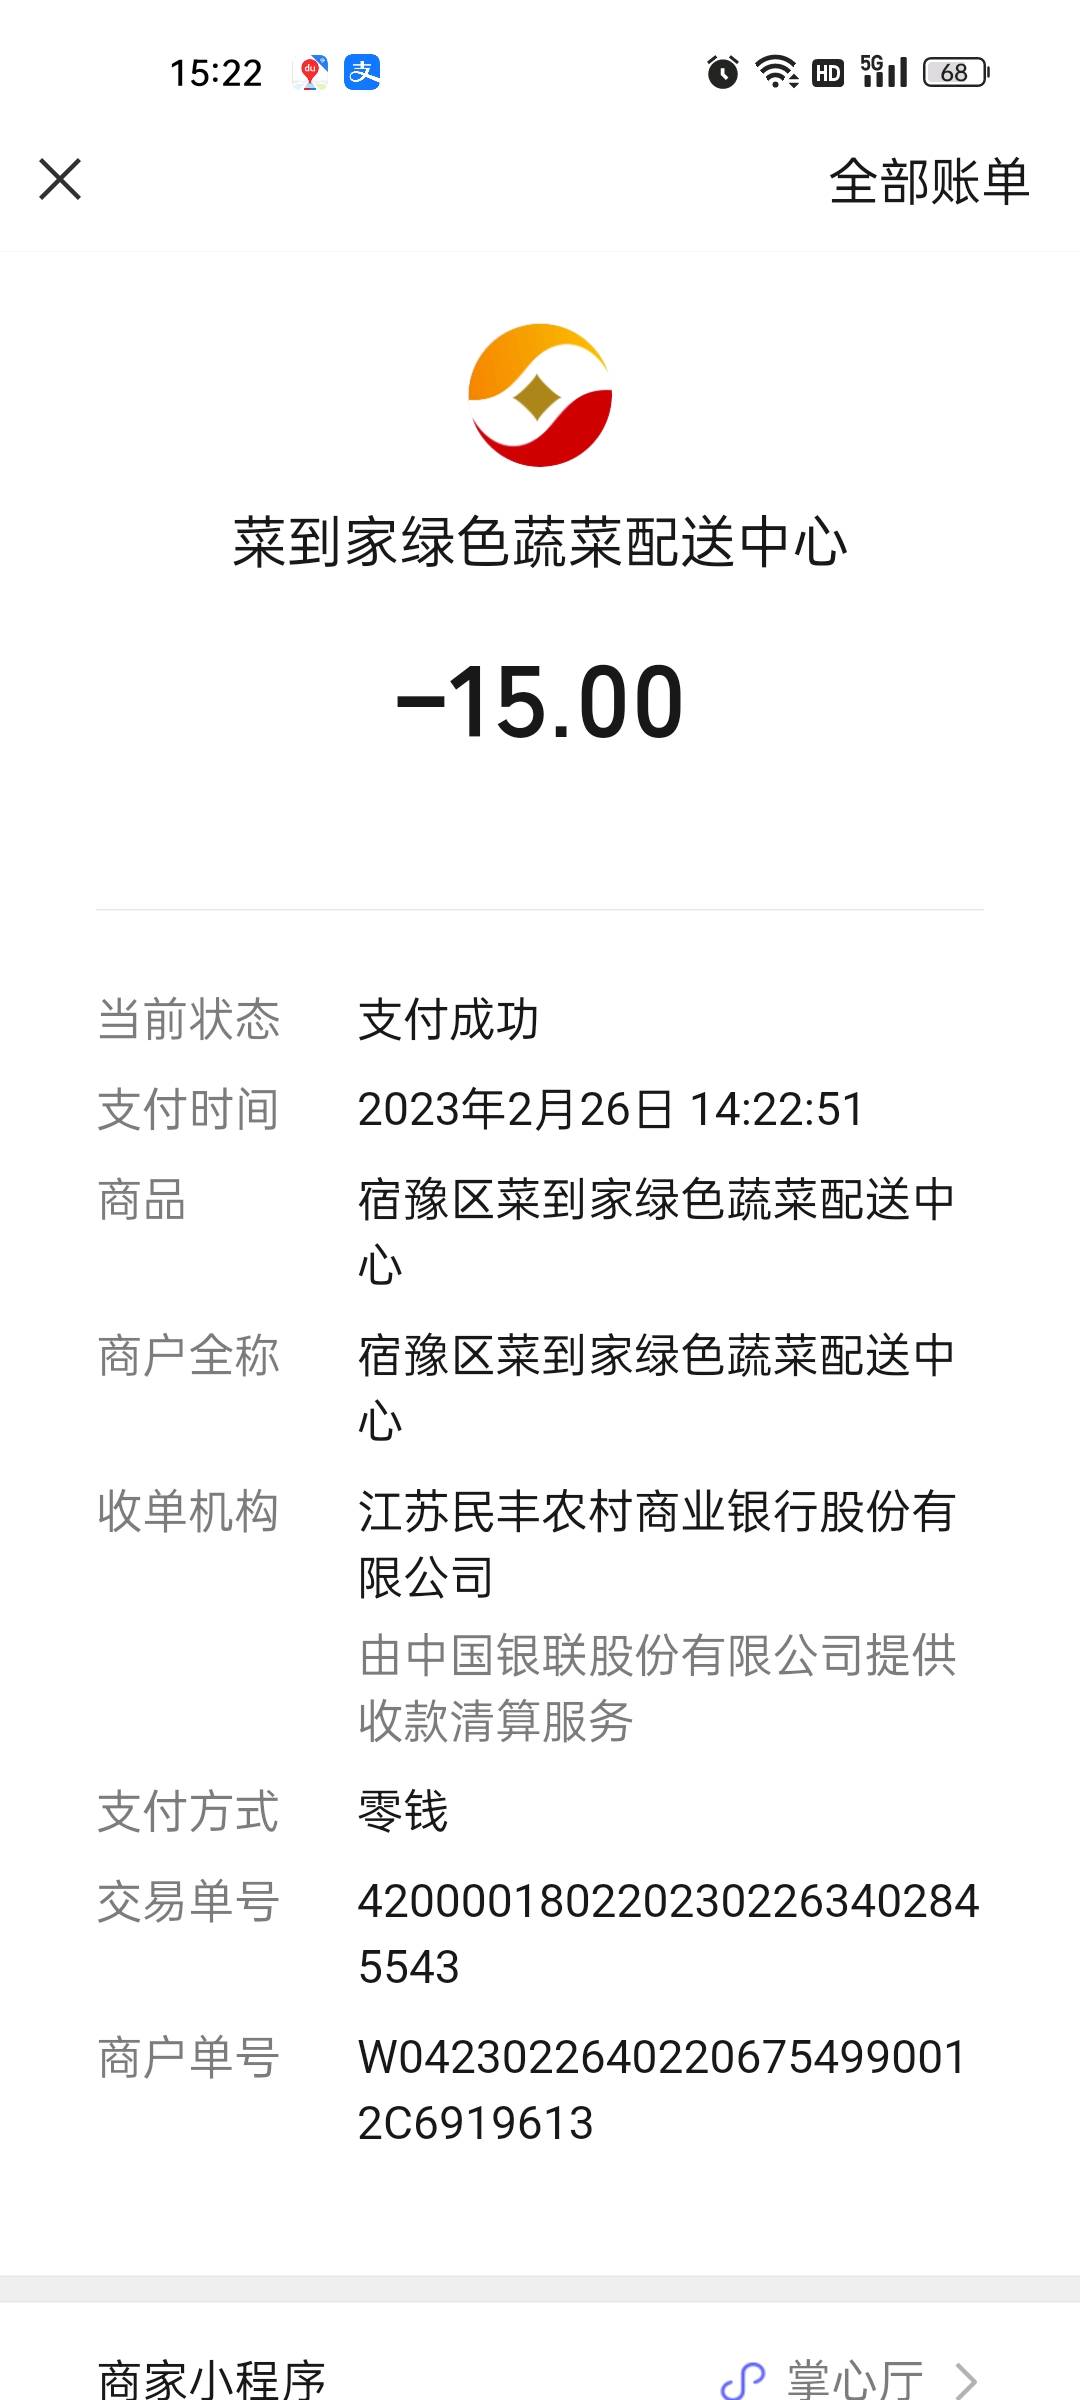 15:22 du 支 HD 5G 68
全部账单
菜到家绿色蔬菜配送中心
-15.00
当前状态 支付成功
支付时间 2023年2月26日 14:22:51
商品 宿豫区菜到家绿色蔬菜配送中
心
商户全称 宿豫区菜到家绿色蔬菜配送中
心
收单机构 江苏民丰农村商业银行股份有
限公司
由中国银联股份有限公司提供
收款清算服务
支付方式 零钱
交易单号 420000180220230226340284
5543
商户单号 W0423022640220675499001
2C6919613
商家小程序 掌心厅